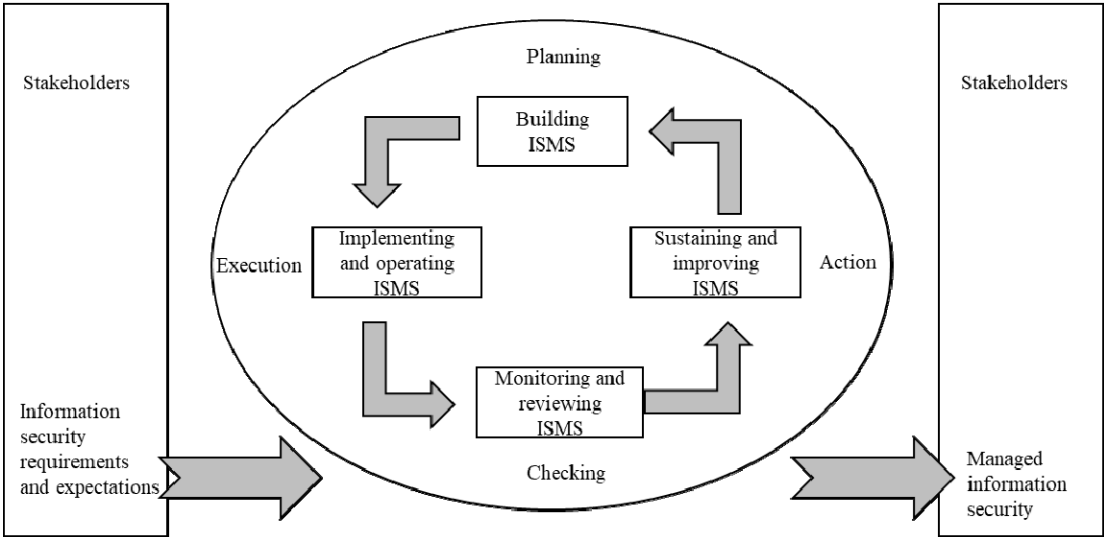 Stakeholders
Information
security
requirements
and expectations
Planning
Building
ISMS
Execution
Implementing
and operating
ISMS
Sustaining and
improving
ISMS
Action
Monitoring and
reviewing
ISMS
Checking
Stakeholders
Managed
information
security